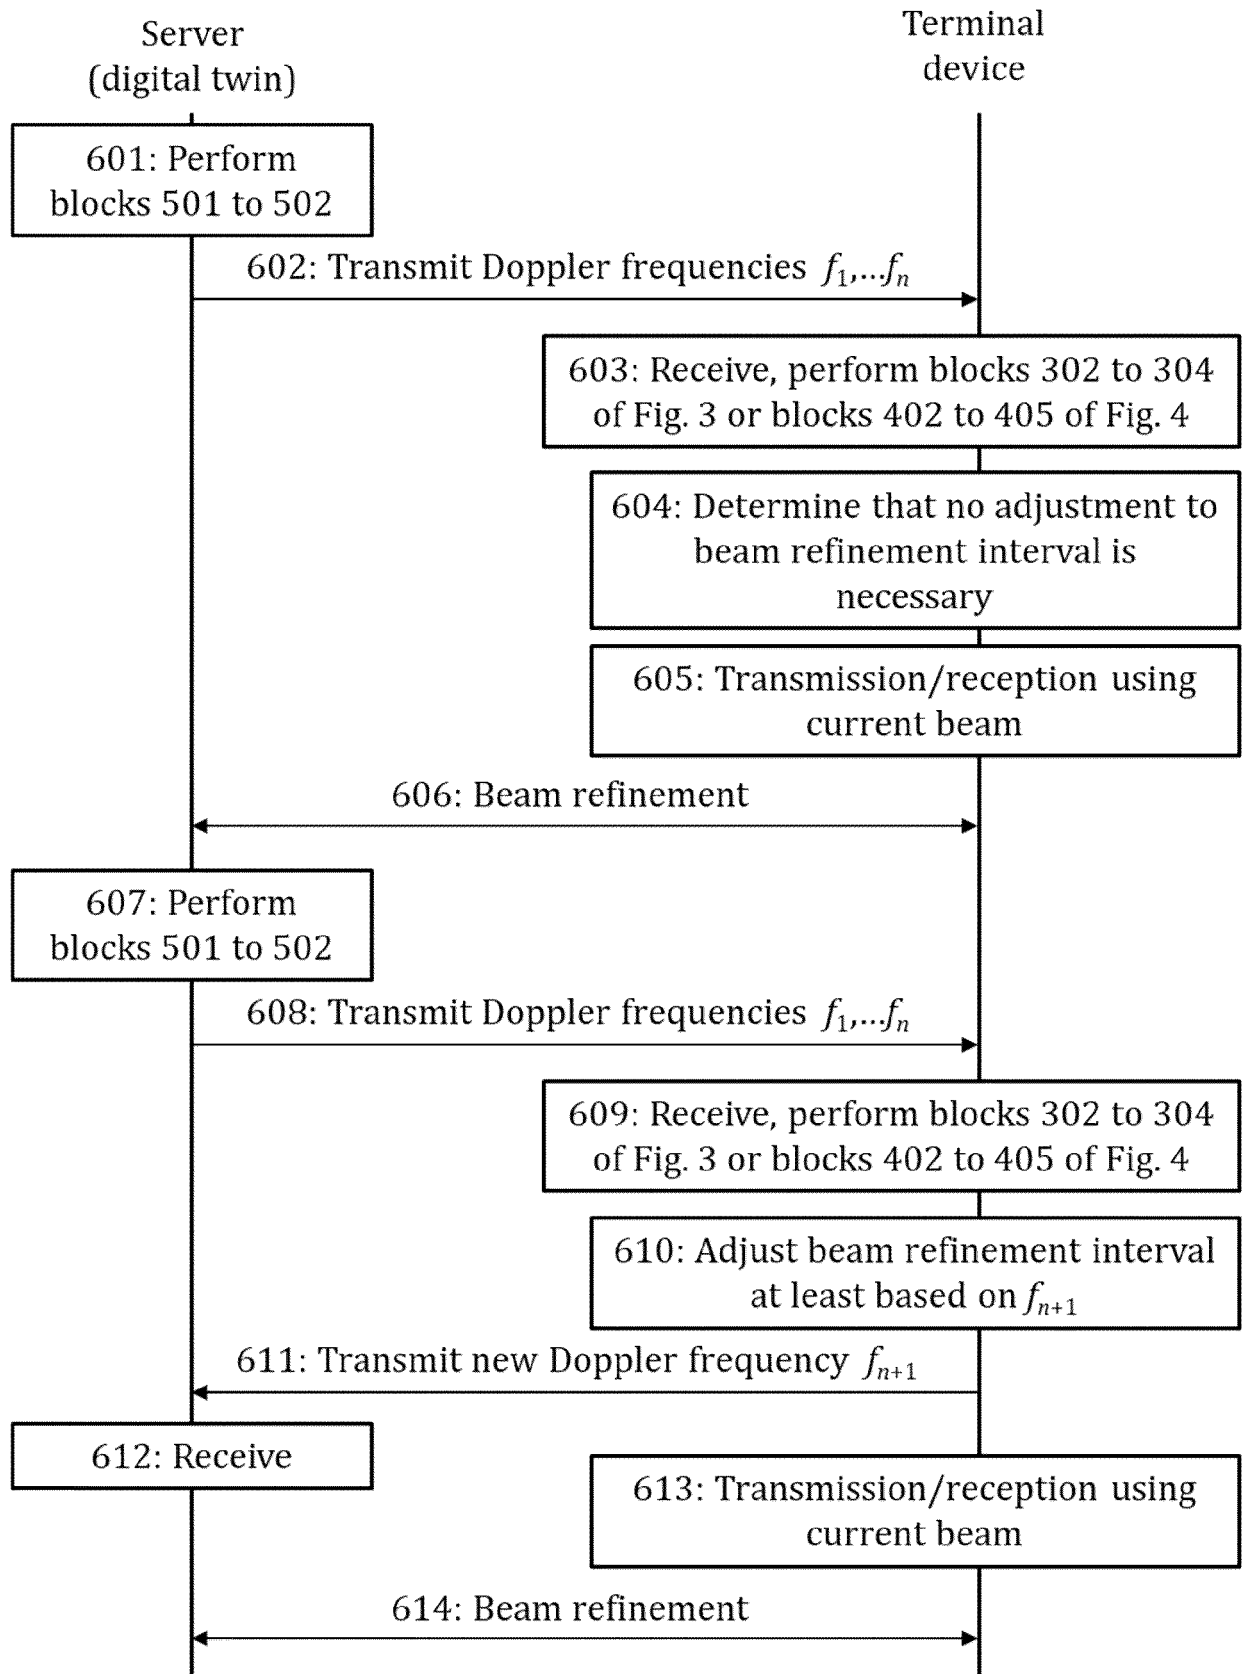 Server
(digital twin)
Terminal
device
601: Perform
blocks 501 to 502
602: Transmit Doppler frequencies f₁,...fₙ
603: Receive, perform blocks 302 to 304
of Fig. 3 or blocks 402 to 405 of Fig. 4
604: Determine that no adjustment to
beam refinement interval is
necessary
605: Transmission/reception using
current beam
606: Beam refinement
607: Perform
blocks 501 to 502
608: Transmit Doppler frequencies f₁,...fₙ
609: Receive, perform blocks 302 to 304
of Fig. 3 or blocks 402 to 405 of Fig. 4
610: Adjust beam refinement interval
at least based on fₙ₊₁
611: Transmit new Doppler frequency fₙ₊₁
612: Receive
613: Transmission/reception using
current beam
614: Beam refinement